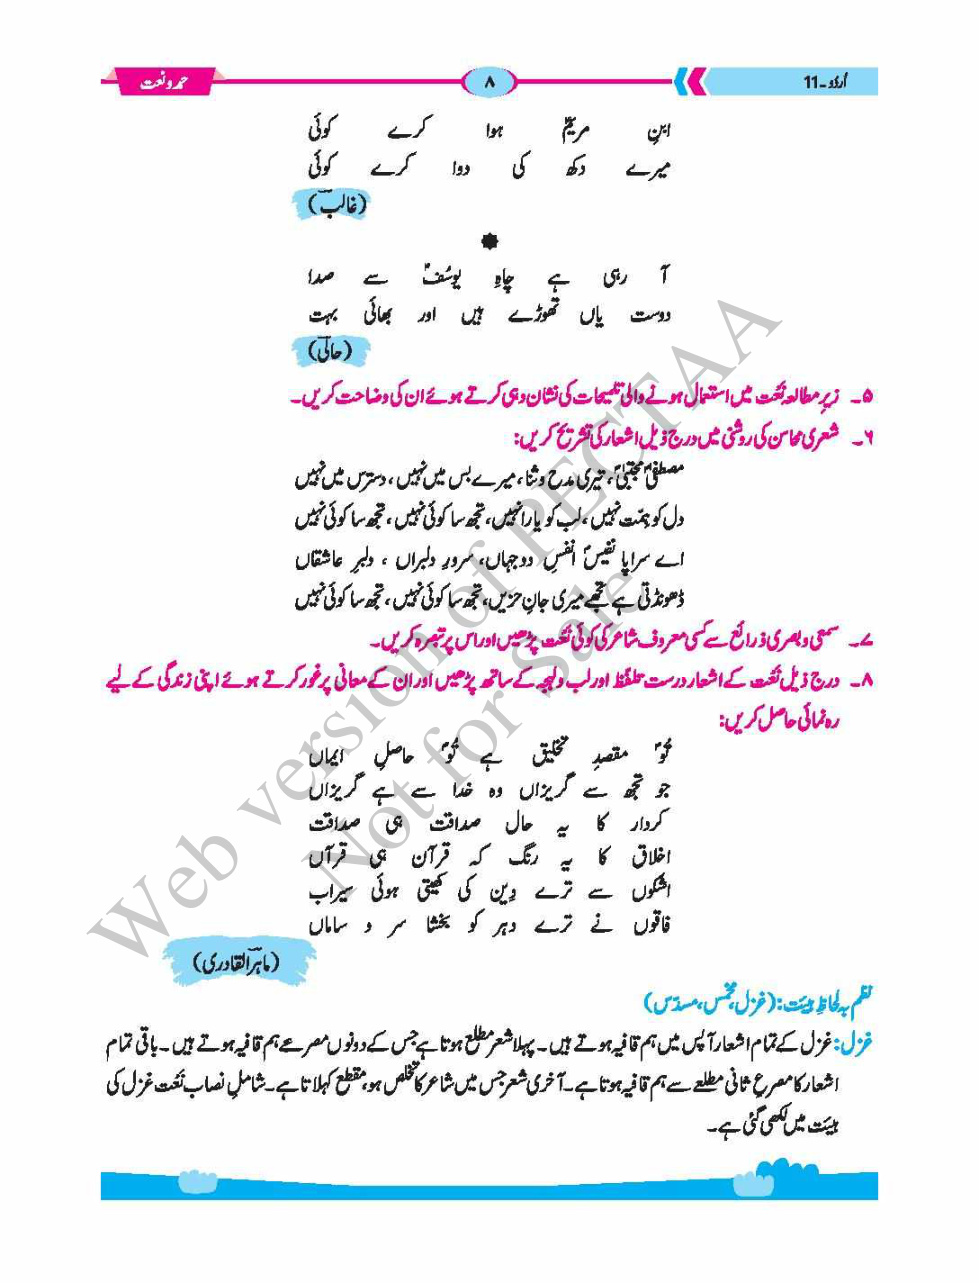 اُردُو۔11
۸
حمد و نعت
ابنِ مریمؑ ہوا کرے کوئی
میرے دکھ کی دوا کرے کوئی
(غالبؔ)
آ رہی ہے چاہِ یوسُفؑ سے صدا
دوست یاں تھوڑے ہیں اور بھائی بہت
(حالیؔ)
۵۔ زیرِ مطالعہ نَعْت میں استعمال ہونے والی تلمیحات کی نشان دہی کرتے ہوئے ان کی وضاحت کریں۔
۶۔ شعری محاسن کی روشنی میں درج ذیل اشعار کی تشریح کریں:
مصطفٰیؐ مجتبٰیؐ، تیری مدح و ثنا، میرے بس میں نہیں، دسترس میں نہیں
دل کو ہمّت نہیں، لب کو یارا نہیں، تجھ سا کوئی نہیں، تجھ سا کوئی نہیں
اے سراپا نفیسؐ انفسِ دو جہاں، سرورِ دلبراں ، دلبرِ عاشقاں
ڈھونڈتی ہے تجھے میری جانِ حزیں، تجھ سا کوئی نہیں، تجھ سا کوئی نہیں
۷۔ سمعی و بصری ذرائع سے کسی معروف شاعر کی کوئی نَعْت پڑھیں اور اس پر تبصرہ کریں۔
۸۔ درج ذیل نَعْت کے اشعار درست تلفّظ اور لب و لہجہ کے ساتھ پڑھیں اور ان کے معانی پر غور کرتے ہوئے اپنی زندگی کے لیے
رہ نمائی حاصل کریں:
تُوؐ مقصدِ تخلیق ہے تُوؐ حاصلِ ایماں
جو تجھ سے گریزاں وہ خدا سے ہے گریزاں
کردار کا یہ حال صداقت ہی صداقت
اخلاق کا یہ رنگ کہ قرآن ہی قرآں
اشکوں سے ترے دِین کی کھیتی ہوئی سیراب
فاقوں نے ترے دہر کو بخشا سر و ساماں
(ماہرؔ القادری)
نظم بہ لحاظِ ہیئت: (غزل، مخمس، مسدّس)
غزل: غزل کے تمام اشعار آپس میں ہم قافیہ ہوتے ہیں۔ پہلا شعر مطلع ہوتا ہے جس کے دونوں مصرعے ہم قافیہ ہوتے ہیں۔ باقی تمام
اشعار کا مصرعِ ثانی مطلعے سے ہم قافیہ ہوتا ہے۔ آخری شعر جس میں شاعر کا تخلص ہو، مقطع کہلاتا ہے۔ شاملِ نصاب نَعْت غزل کی
ہیئت میں لکھی گئی ہے۔
Web version of PECTAA
Not for Sale